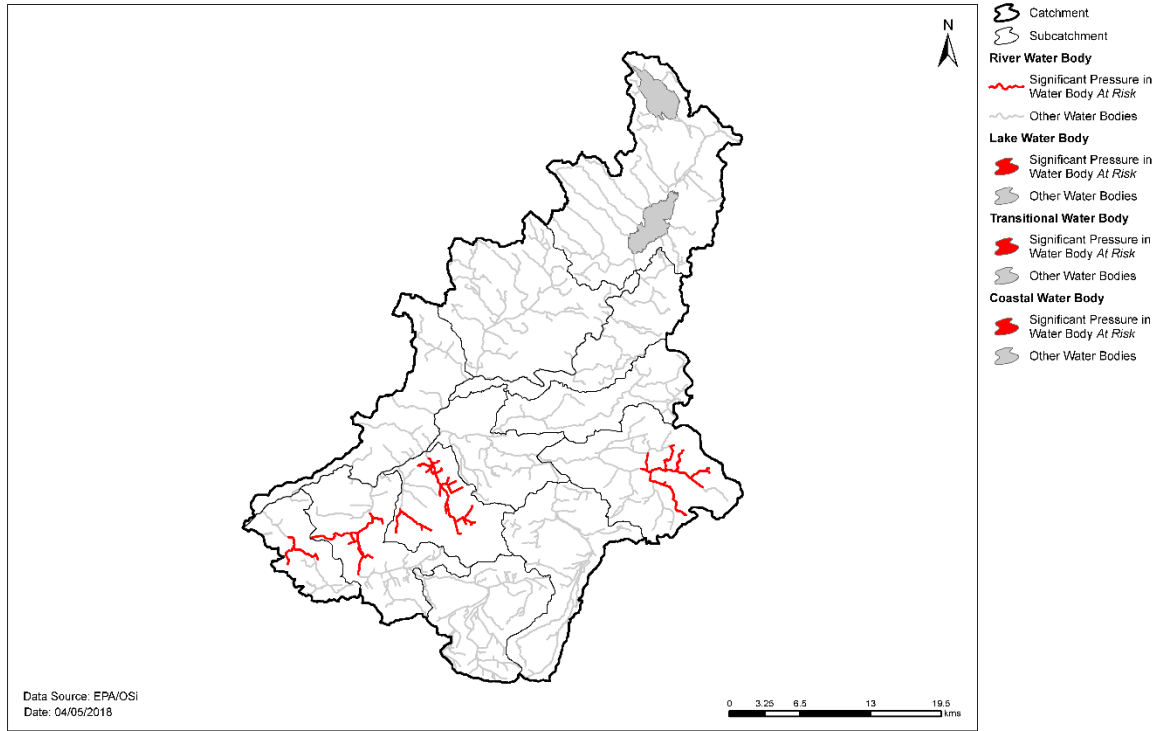 N
Data Source: EPA/OSi
Date: 04/05/2018
0 3.25 6.5 13 19.5
kms
Catchment
Subcatchment
River Water Body
Significant Pressure in
Water Body At Risk
Other Water Bodies
Lake Water Body
Significant Pressure in
Water Body At Risk
Other Water Bodies
Transitional Water Body
Significant Pressure in
Water Body At Risk
Other Water Bodies
Coastal Water Body
Significant Pressure in
Water Body At Risk
Other Water Bodies